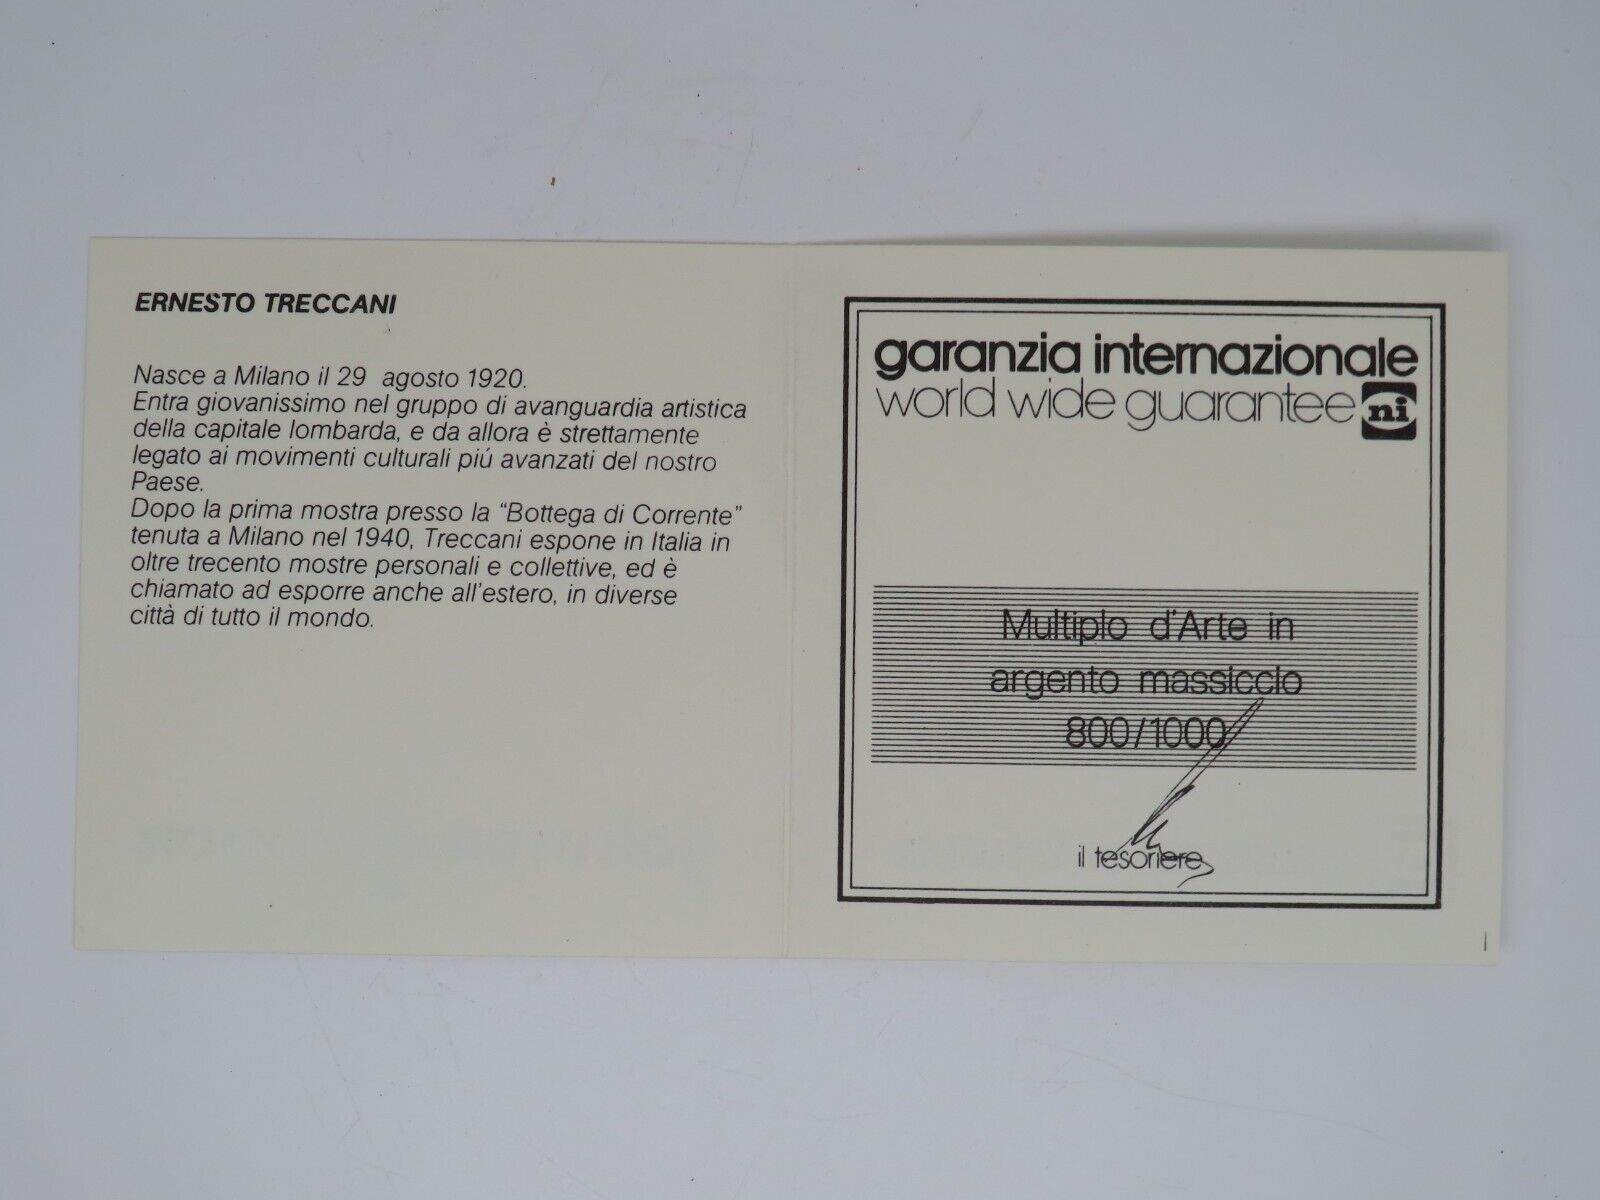 ERNESTO TRECCANI
Nasce a Milano il 29 agosto 1920.
Entra giovanissimo nel gruppo di avanguardia artistica
della capitale lombarda, e da allora è strettamente
legato ai movimenti culturali piú avanzati del nostro
Paese.
Dopo la prima mostra presso la "Bottega di Corrente"
tenuta a Milano nel 1940, Treccani espone in Italia in
oltre trecento mostre personali e collettive, ed è
chiamato ad esporre anche all'estero, in diverse
città di tutto il mondo.
garanzia internazionale
world wide guarantee ni
Multiplo d'Arte in
argento massiccio
800/1000
il tesoriere